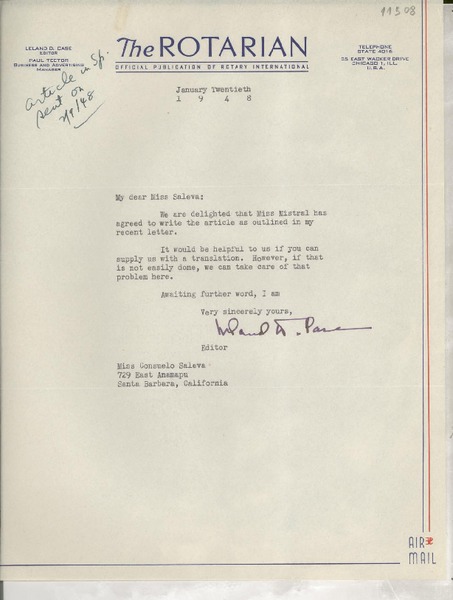 11308
LELAND D. CASE
EDITOR
PAUL TEETOR
BUSINESS AND ADVERTISING
MANAGER
The ROTARIAN
OFFICIAL PUBLICATION OF ROTARY INTERNATIONAL
TELEPHONE
STATE 4016
35 EAST WACKER DRIVE
CHICAGO 1, ILL.
U.S.A.
article in Sp.
sent on
2/9/48
January Twentieth
1 9 4 8
My dear Miss Saleva:
We are delighted that Miss Mistral has
agreed to write the article as outlined in my
recent letter.
It would be helpful to us if you can
supply us with a translation. However, if that
is not easily done, we can take care of that
problem here.
Awaiting further word, I am
Very sincerely yours,
Leland D. Case
Editor
Miss Consuelo Saleva
729 East Anamapu
Santa Barbara, California
AIR
MAIL